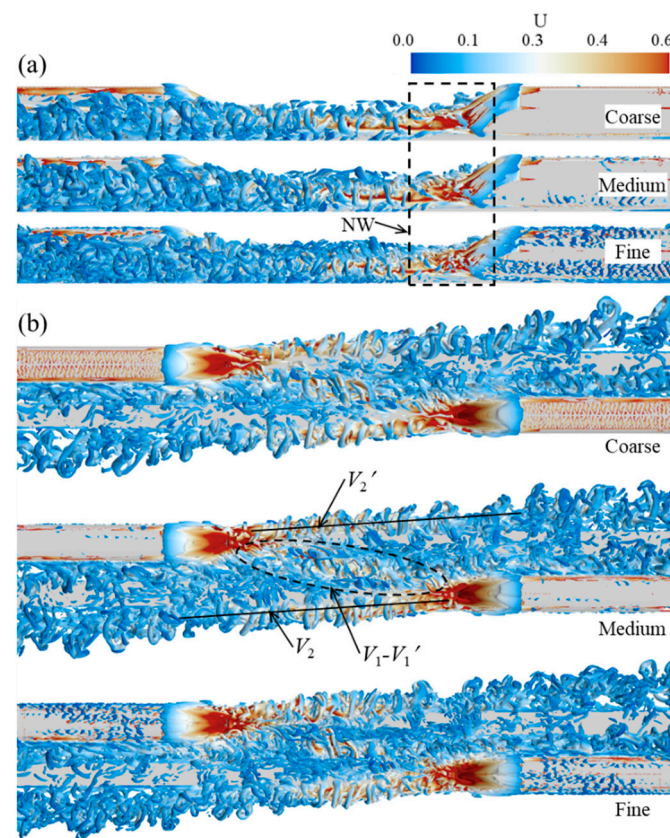 U
0.0 0.1 0.3 0.4 0.6
(a)
Coarse
Medium
NW
Fine
(b)
Coarse
V₂′
V₂ V₁-V₁′
Medium
Fine